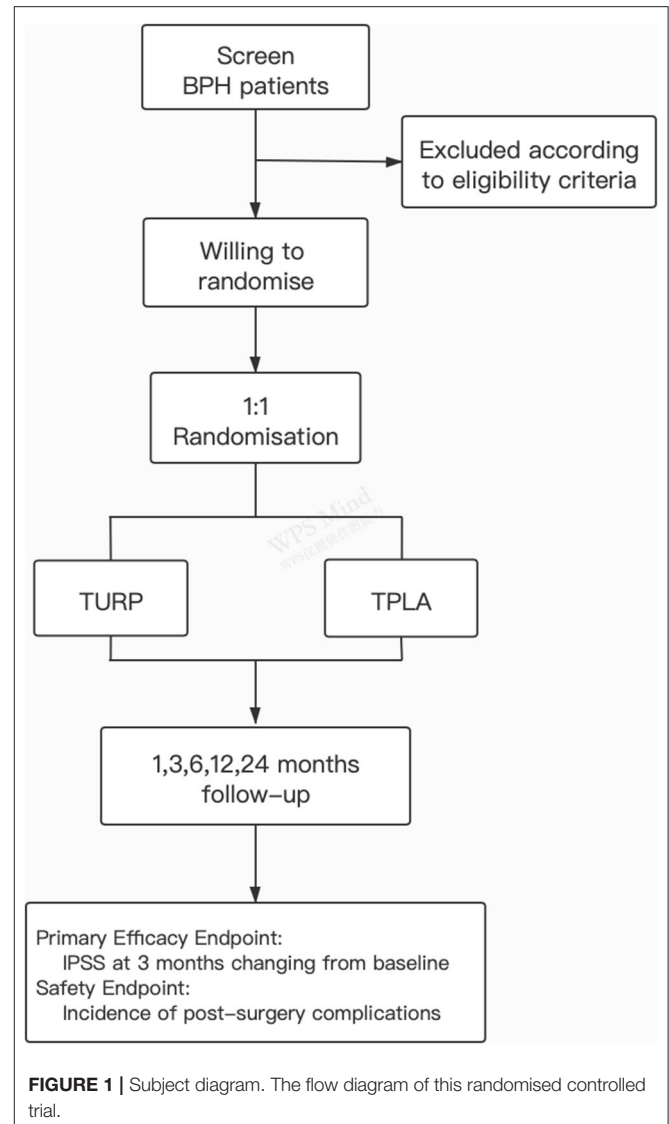 Screen
BPH patients
Excluded according
to eligibility criteria
Willing to
randomise
1:1
Randomisation
WPS Mind
TURP
TPLA
1,3,6,12,24 months
follow–up
Primary Efficacy Endpoint:
IPSS at 3 months changing from baseline
Safety Endpoint:
Incidence of post–surgery complications
FIGURE 1 | Subject diagram. The flow diagram of this randomised controlled
trial.